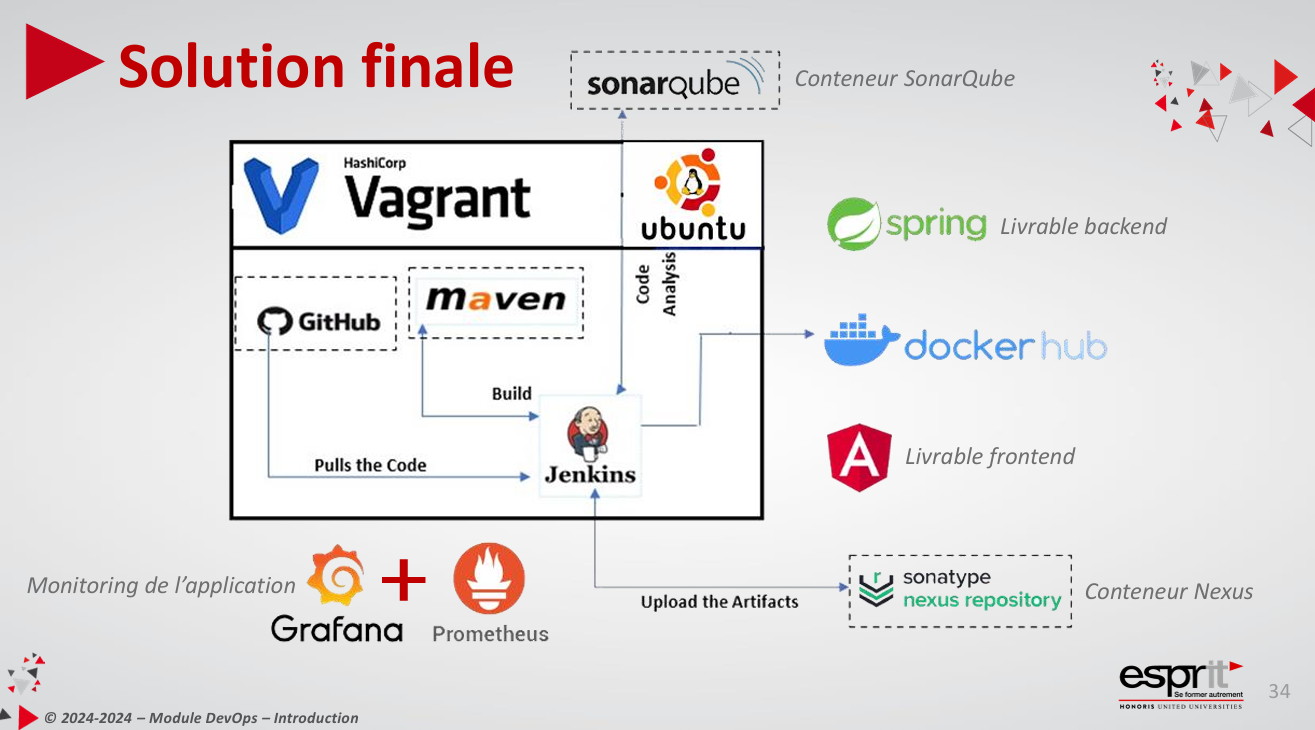 Solution finale
sonarqube
Conteneur SonarQube
HashiCorp
Vagrant
ubuntu
spring
Livrable backend
GitHub
maven
Code
Analysis
docker hub
Build
Livrable frontend
Pulls the Code
Jenkins
Monitoring de l’application
Grafana
+
Prometheus
Upload the Artifacts
sonatype
nexus repository
Conteneur Nexus
esprit
Se former autrement
HONORIS UNITED UNIVERSITIES
34
© 2024-2024 – Module DevOps – Introduction